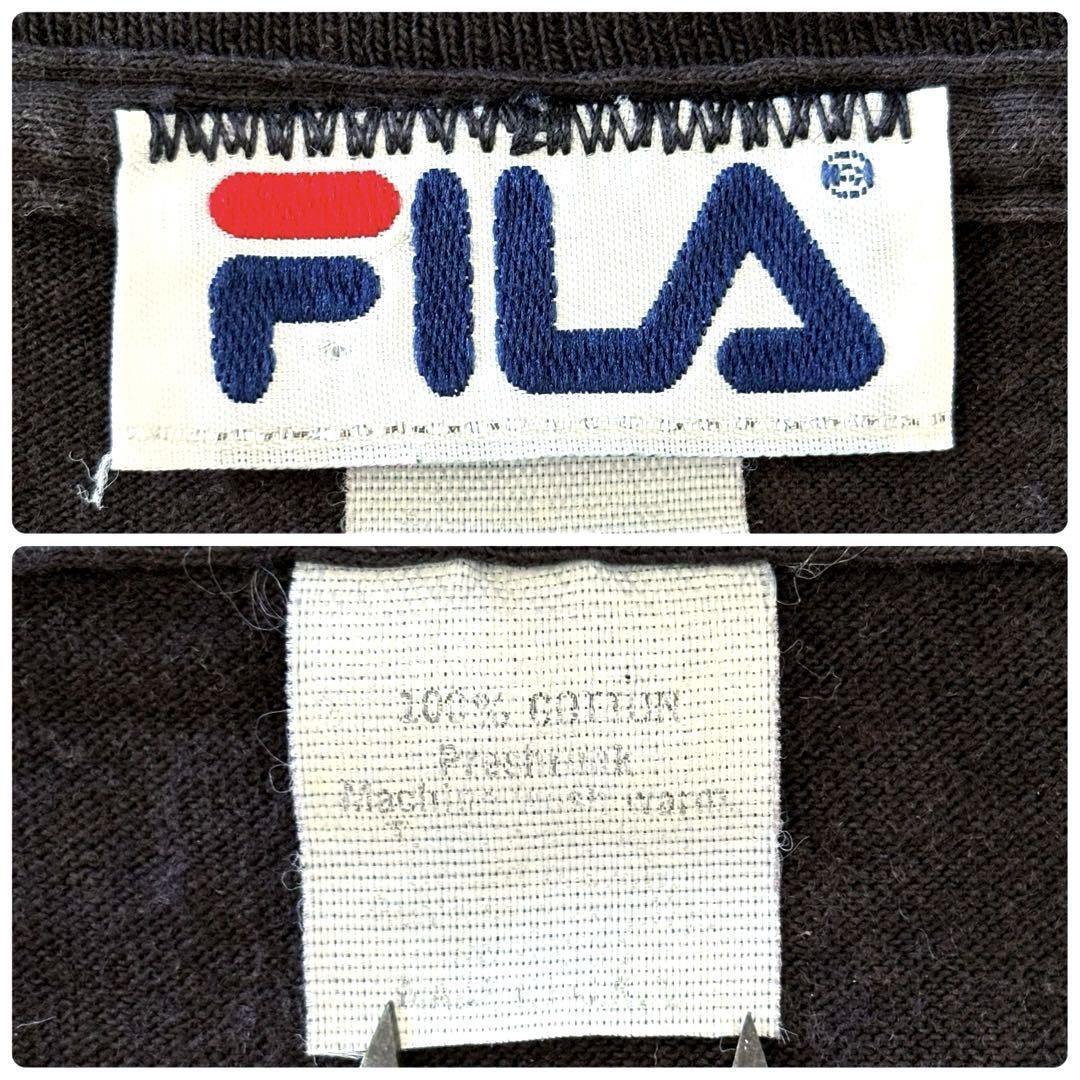 FILA®
100% COTTON
Preshrunk
Machine Wash Warm